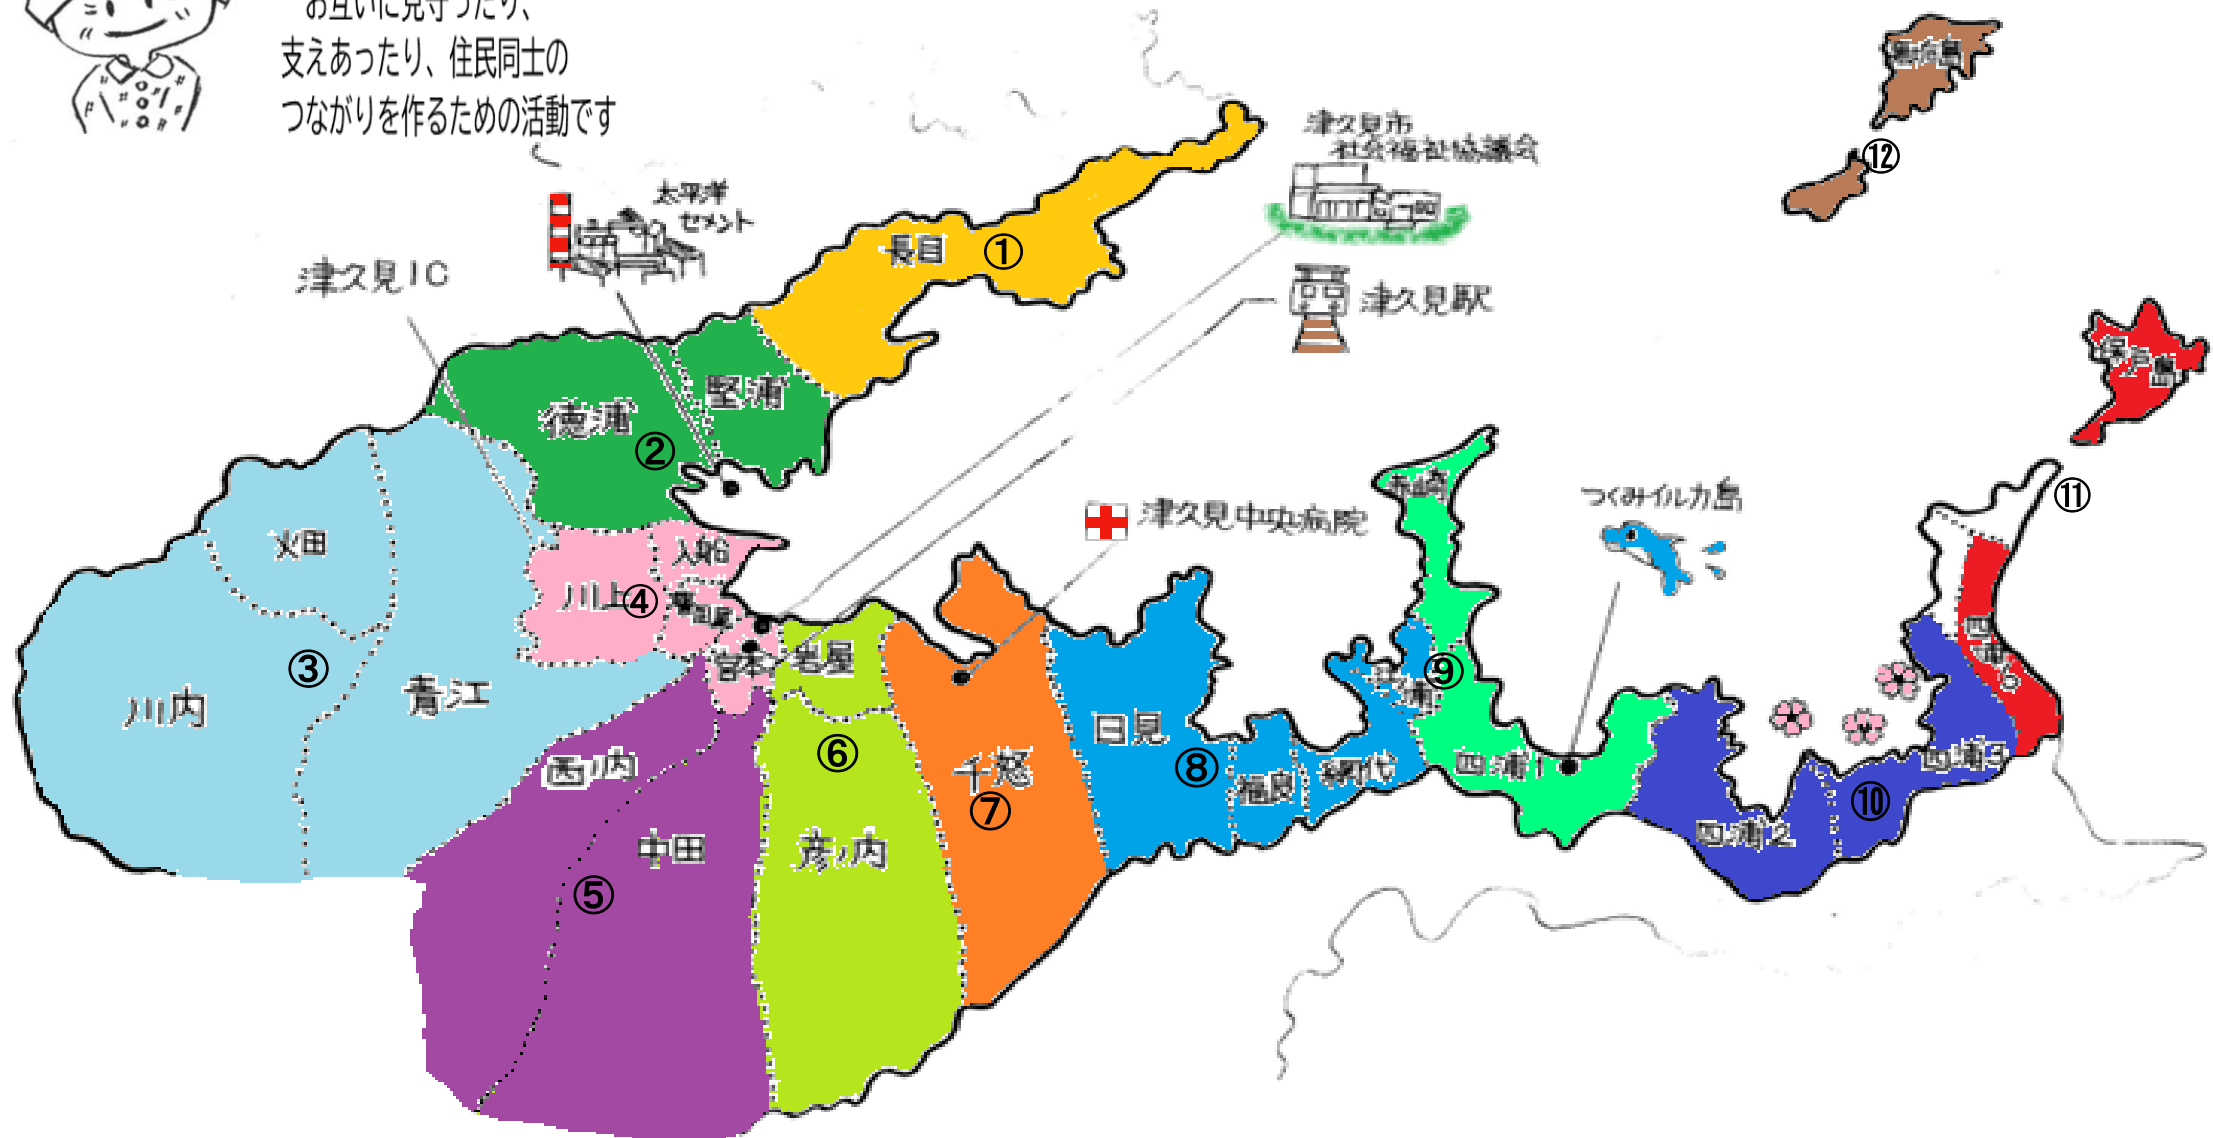 お互いに見守ったり、
支えあったり、住民同士の
つながりを作るための活動です
津久見市
社会福祉協議会
太平洋
セメント
津久見IC
津久見駅
長目
①
⑫
保戸島
堅浦
徳浦
②
赤崎
⑪
津久見中央病院
つくみイルカ島
火田
入船
川上
④
宮本
岩屋
③
川内
青江
⑨
日見
⑧
西ノ内
⑥
千怒
⑦
福良
網代
四浦1
四浦3
⑩
四浦2
中田
彦ノ内
⑤